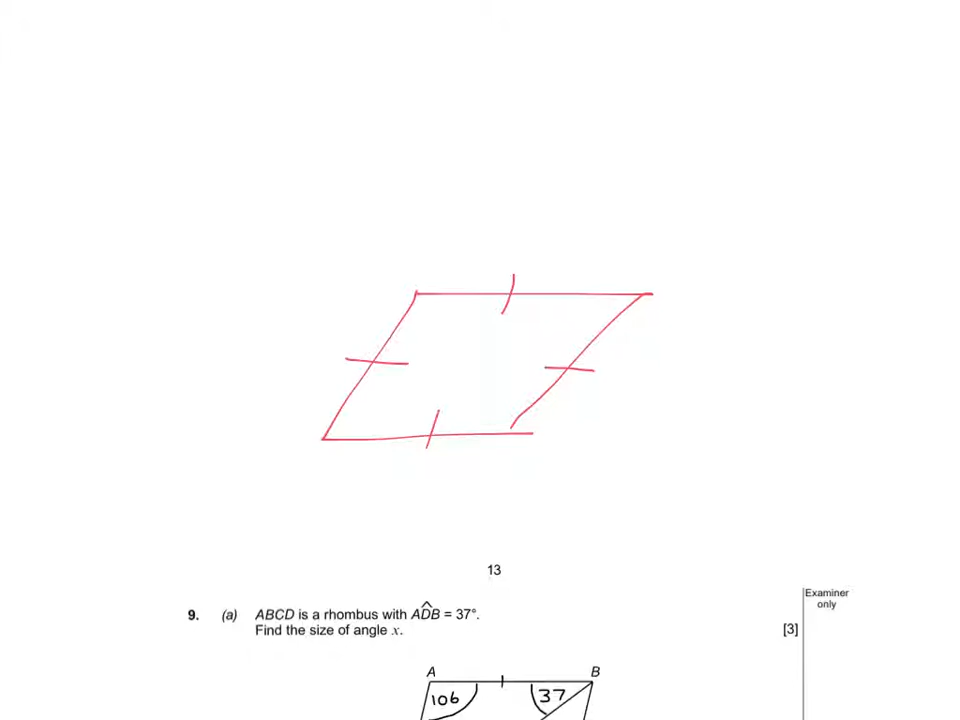 13
Examiner
only
9. (a) ABCD is a rhombus with AD̂B = 37°.
Find the size of angle x.
[3]
A
B
106
37